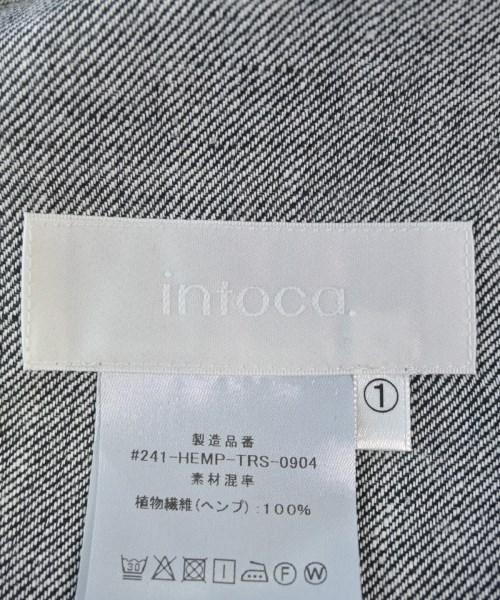 intoca.
①
製造品番
#241-HEMP-TRS-0904
素材混率
植物繊維(ヘンプ):100%
Ⓕ Ⓦ